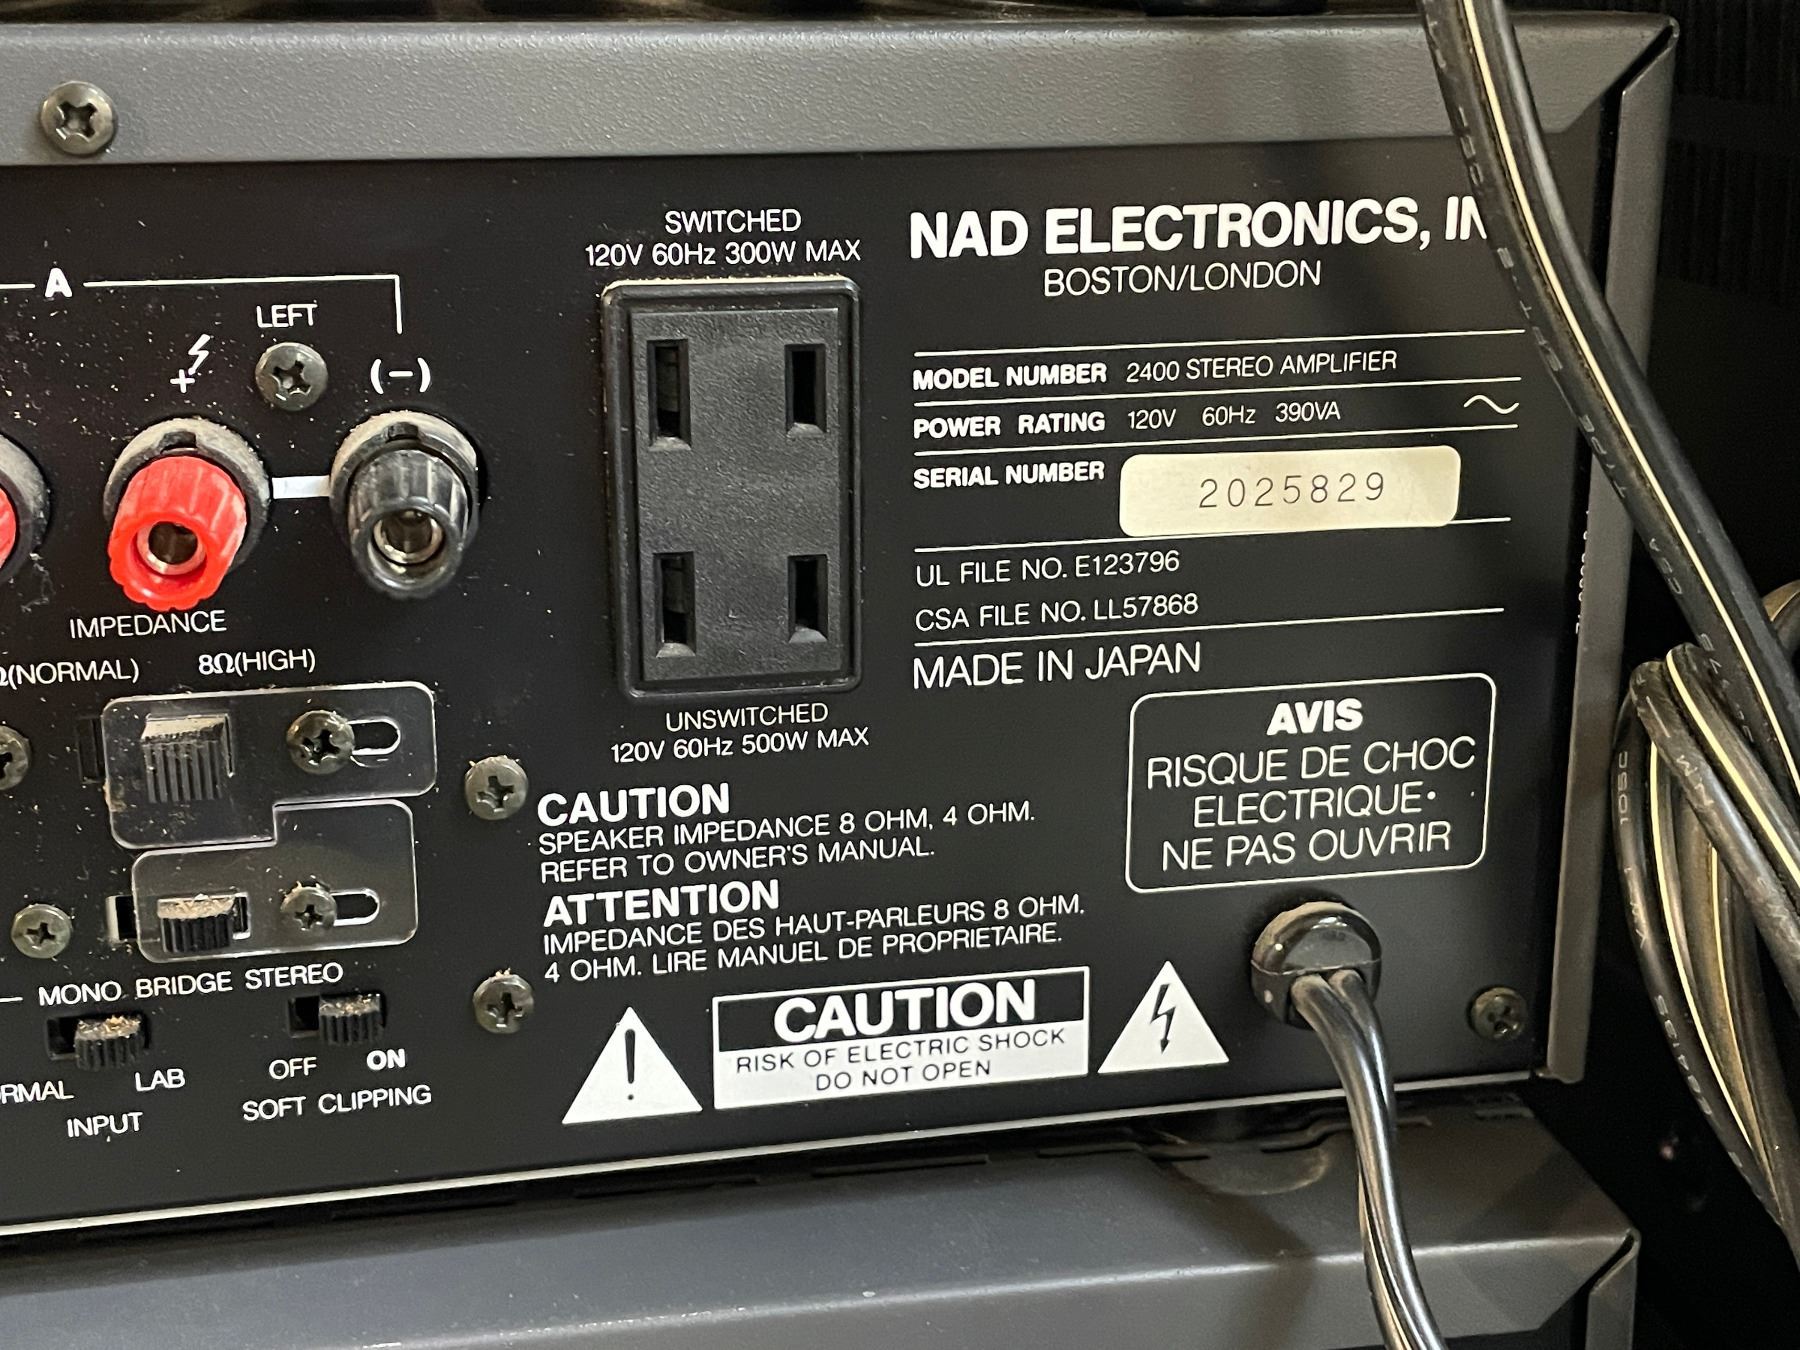 A
LEFT
+
(-)
IMPEDANCE
(NORMAL) 8Ω(HIGH)
MONO BRIDGE STEREO
LAB
INPUT
OFF ON
SOFT CLIPPING
SWITCHED
120V 60Hz 300W MAX
UNSWITCHED
120V 60Hz 500W MAX
CAUTION
SPEAKER IMPEDANCE 8 OHM, 4 OHM.
REFER TO OWNER'S MANUAL.
ATTENTION
IMPEDANCE DES HAUT-PARLEURS 8 OHM.
4 OHM. LIRE MANUEL DE PROPRIETAIRE.
!
CAUTION
RISK OF ELECTRIC SHOCK
DO NOT OPEN
NAD ELECTRONICS,
BOSTON/LONDON
MODEL NUMBER 2400 STEREO AMPLIFIER
POWER RATING 120V 60Hz 390VA ~
SERIAL NUMBER 2025829
UL FILE NO. E123796
CSA FILE NO. LL57868
MADE IN JAPAN
AVIS
RISQUE DE CHOC
ELECTRIQUE·
NE PAS OUVRIR